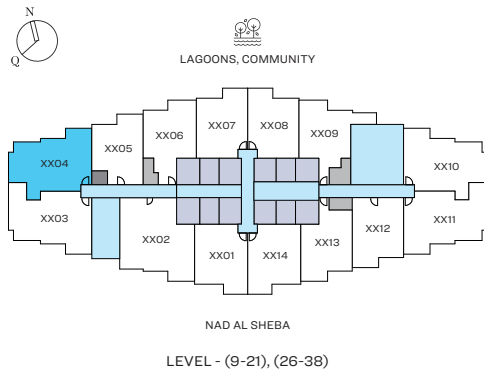 N
Q
LAGOONS, COMMUNITY
XX07 XX08
XX06 XX09
XX05
XX04 XX10
XX03 XX11
XX02 XX12
XX01 XX14 XX13
NAD AL SHEBA
LEVEL - (9-21), (26-38)